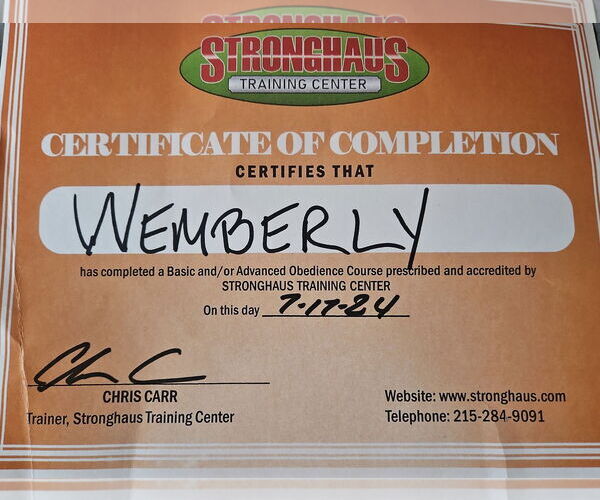 STRONGHAUS
TRAINING CENTER
CERTIFICATE OF COMPLETION
CERTIFIES THAT
WEMBERLY
has completed a Basic and/or Advanced Obedience Course prescribed and accredited by
STRONGHAUS TRAINING CENTER
On this day 7-17-24
CHRIS CARR
Trainer, Stronghaus Training Center
Website: www.stronghaus.com
Telephone: 215-284-9091